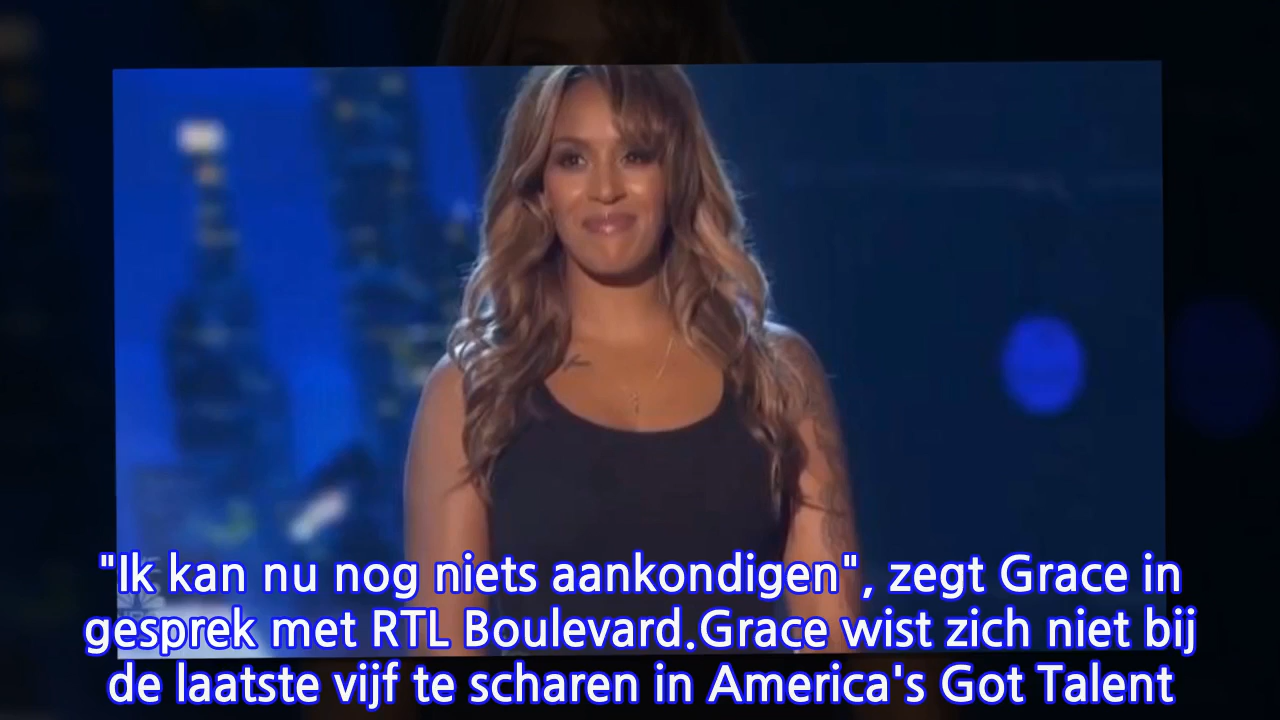 "Ik kan nu nog niets aankondigen", zegt Grace in
gesprek met RTL Boulevard.Grace wist zich niet bij
de laatste vijf te scharen in America's Got Talent